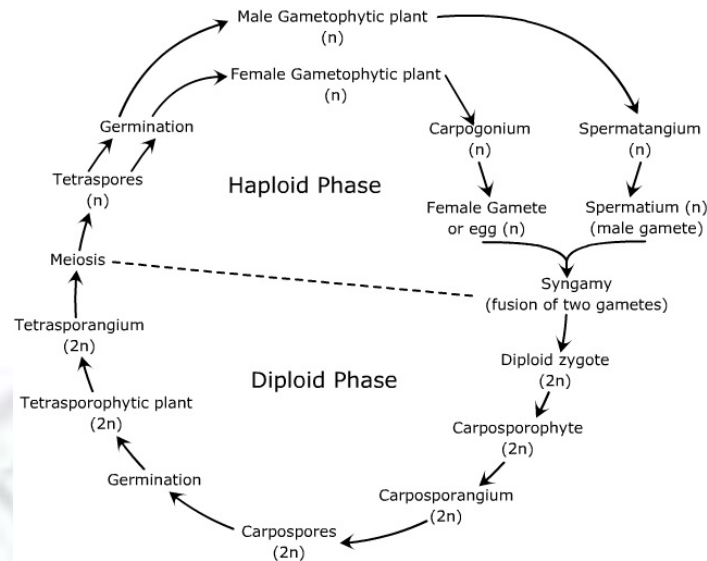 Male Gametophytic plant
(n)
Female Gametophytic plant
(n)
Germination
Carpogonium
(n)
Spermatangium
(n)
Tetraspores
(n)
Haploid Phase
Female Gamete
or egg (n)
Spermatium (n)
(male gamete)
Meiosis
Syngamy
(fusion of two gametes)
Tetrasporangium
(2n)
Diploid zygote
(2n)
Diploid Phase
Tetrasporophytic plant
(2n)
Carposporophyte
(2n)
Germination
Carposporangium
(2n)
Carpospores
(2n)